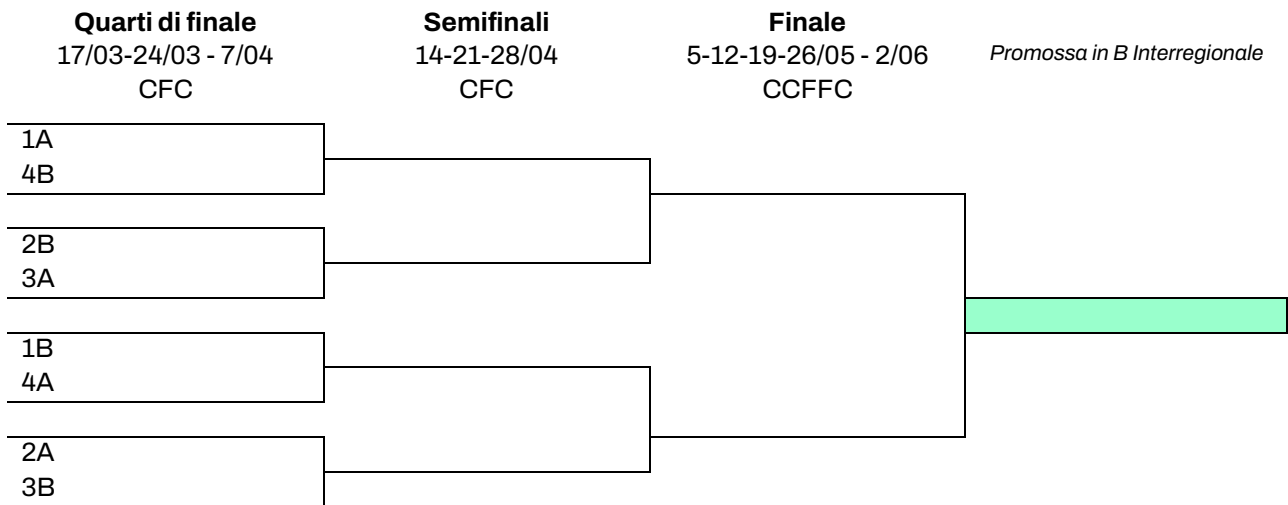 Quarti di finale
17/03-24/03 - 7/04
CFC
Semifinali
14-21-28/04
CFC
Finale
5-12-19-26/05 - 2/06
CCFFC
Promossa in B Interregionale
1A
4B
2B
3A
1B
4A
2A
3B